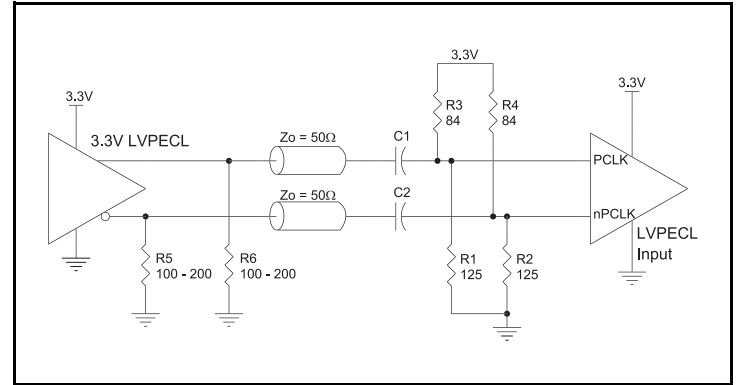 3.3V
3.3V LVPECL
R5
100 - 200
R6
100 - 200
Zo = 50Ω
Zo = 50Ω
C1
C2
3.3V
R3
84
R4
84
R1
125
R2
125
3.3V
PCLK
nPCLK
LVPECL
Input